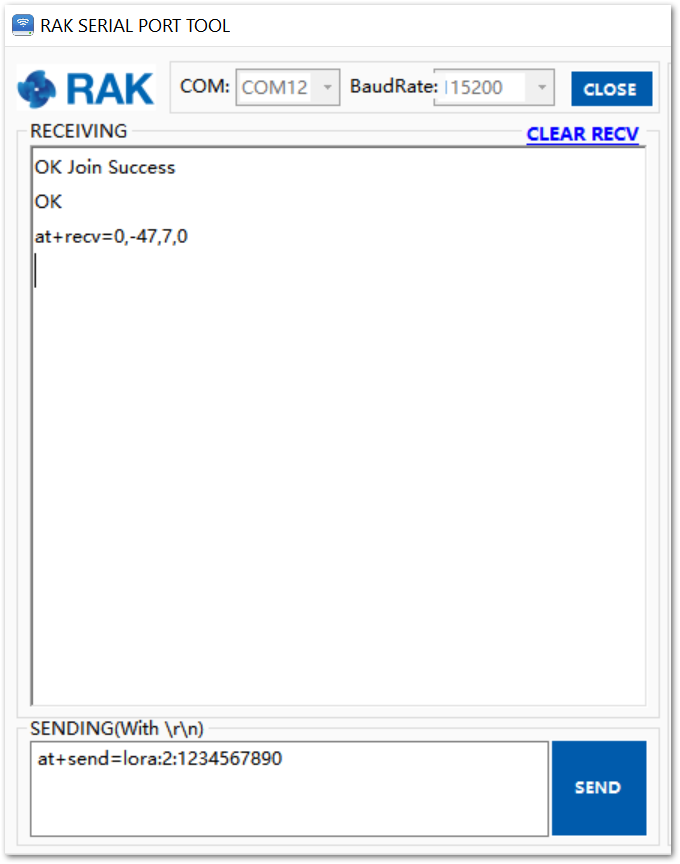 RAK SERIAL PORT TOOL
RAK
COM: COM12 BaudRate: 115200 CLOSE
RECEIVING CLEAR RECV
OK Join Success
OK
at+recv=0,-47,7,0
SENDING(With \r\n)
at+send=lora:2:1234567890
SEND